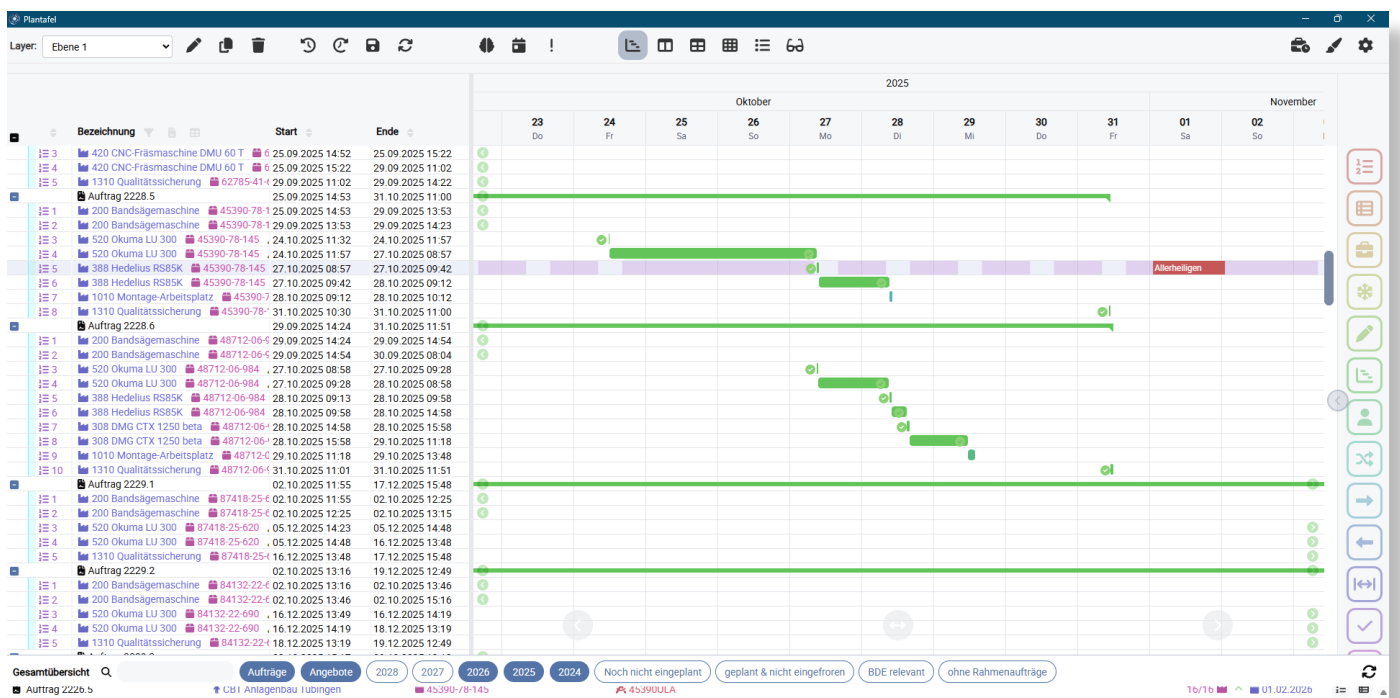 Plantafel
Layer: Ebene 1
2025
Oktober November
Bezeichnung Start Ende
23 24 25 26 27 28 29 30 31 01 02
Do Fr Sa So Mo Di Mi Do Fr Sa So
3 420 CNC-Fräsmaschine DMU 60 T 6 25.09.2025 14:52 25.09.2025 15:22
4 420 CNC-Fräsmaschine DMU 60 T 6 25.09.2025 15:22 29.09.2025 11:02
5 1310 Qualitätssicherung 62785-41- 29.09.2025 11:02 29.09.2025 14:22
Auftrag 2228.5 25.09.2025 14:53 31.10.2025 11:00
1 200 Bandsägemaschine 45390-78-1 25.09.2025 14:53 29.09.2025 13:53
2 200 Bandsägemaschine 45390-78-1 29.09.2025 13:53 29.09.2025 14:23
3 520 Okuma LU 300 45390-78-145 , 24.10.2025 11:32 24.10.2025 11:57
4 520 Okuma LU 300 45390-78-145 , 24.10.2025 11:57 27.10.2025 08:57
5 388 Hedelius RS85K 45390-78-145 27.10.2025 08:57 27.10.2025 09:42 Allerheiligen
6 388 Hedelius RS85K 45390-78-145 27.10.2025 09:42 28.10.2025 09:12
7 1010 Montage-Arbeitsplatz 45390-7 28.10.2025 09:12 28.10.2025 10:12
8 1310 Qualitätssicherung 45390-78- 31.10.2025 10:30 31.10.2025 11:00
Auftrag 2228.6 29.09.2025 14:24 31.10.2025 11:51
1 200 Bandsägemaschine 48712-06-9 29.09.2025 14:24 29.09.2025 14:54
2 200 Bandsägemaschine 48712-06-9 29.09.2025 14:54 30.09.2025 08:04
3 520 Okuma LU 300 48712-06-984 , 27.10.2025 08:58 27.10.2025 09:28
4 520 Okuma LU 300 48712-06-984 , 27.10.2025 09:28 28.10.2025 08:58
5 388 Hedelius RS85K 48712-06-984 28.10.2025 09:13 28.10.2025 09:58
6 388 Hedelius RS85K 48712-06-984 28.10.2025 09:58 28.10.2025 14:58
7 308 DMG CTX 1250 beta 48712-06- 28.10.2025 14:58 28.10.2025 15:58
8 308 DMG CTX 1250 beta 48712-06- 28.10.2025 15:58 29.10.2025 11:18
9 1010 Montage-Arbeitsplatz 48712-0 29.10.2025 11:18 29.10.2025 13:48
10 1310 Qualitätssicherung 48712-06- 31.10.2025 11:01 31.10.2025 11:51
Auftrag 2229.1 02.10.2025 11:55 17.12.2025 15:48
1 200 Bandsägemaschine 87418-25-6 02.10.2025 11:55 02.10.2025 12:25
2 200 Bandsägemaschine 87418-25-6 02.10.2025 12:25 02.10.2025 13:15
3 520 Okuma LU 300 87418-25-620 , 05.12.2025 14:23 05.12.2025 14:48
4 520 Okuma LU 300 87418-25-620 , 05.12.2025 14:48 16.12.2025 13:48
5 1310 Qualitätssicherung 87418-25- 16.12.2025 13:48 17.12.2025 15:48
Auftrag 2229.2 02.10.2025 13:16 19.12.2025 12:49
1 200 Bandsägemaschine 84132-22-6 02.10.2025 13:16 02.10.2025 13:46
2 200 Bandsägemaschine 84132-22-6 02.10.2025 13:46 02.10.2025 15:16
3 520 Okuma LU 300 84132-22-690 , 16.12.2025 13:49 16.12.2025 14:19
4 520 Okuma LU 300 84132-22-690 , 16.12.2025 14:19 18.12.2025 13:19
5 1310 Qualitätssicherung 84132-22- 18.12.2025 13:19 19.12.2025 12:49
Gesamtübersicht Aufträge Angebote 2028 2027 2026 2025 2024 Noch nicht eingeplant geplant & nicht eingefroren BDE relevant ohne Rahmenaufträge
Auftrag 2226.5 CBT Anlagenbau Tübingen 45390-78-145 45390ULA 16/16 01.02.2026